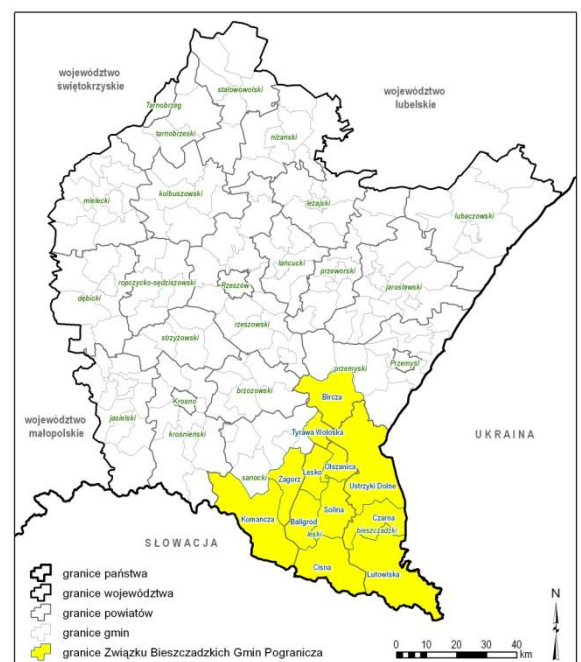 województwo
świętokrzyskie
województwo
lubelskie
stalowowolski
Tarnobrzeg
tarnobrzeski
niżański
mielecki
kolbuszowski
leżajski
lubaczowski
łańcucki
przeworski
ropczycko-sędziszowski
Rzeszów
jarosławski
dębicki
rzeszowski
strzyżowski
przemyski
Przemyśl
brzozowski
Bircza
Krosno
województwo
małopolskie
jasielski
krośnieński
Tyrawa Wołoska
UKRAINA
sanocki
Zagórz
Lesko
Olszanica
Ustrzyki Dolne
Komańcza
Baligród
Solina
Czarna
leski
bieszczadzki
SŁOWACJA
Cisna
Lutowiska
granice państwa
granice województwa
granice powiatów
granice gmin
granice Związku Bieszczadzkich Gmin Pogranicza
N
0 10 20 30 40
km